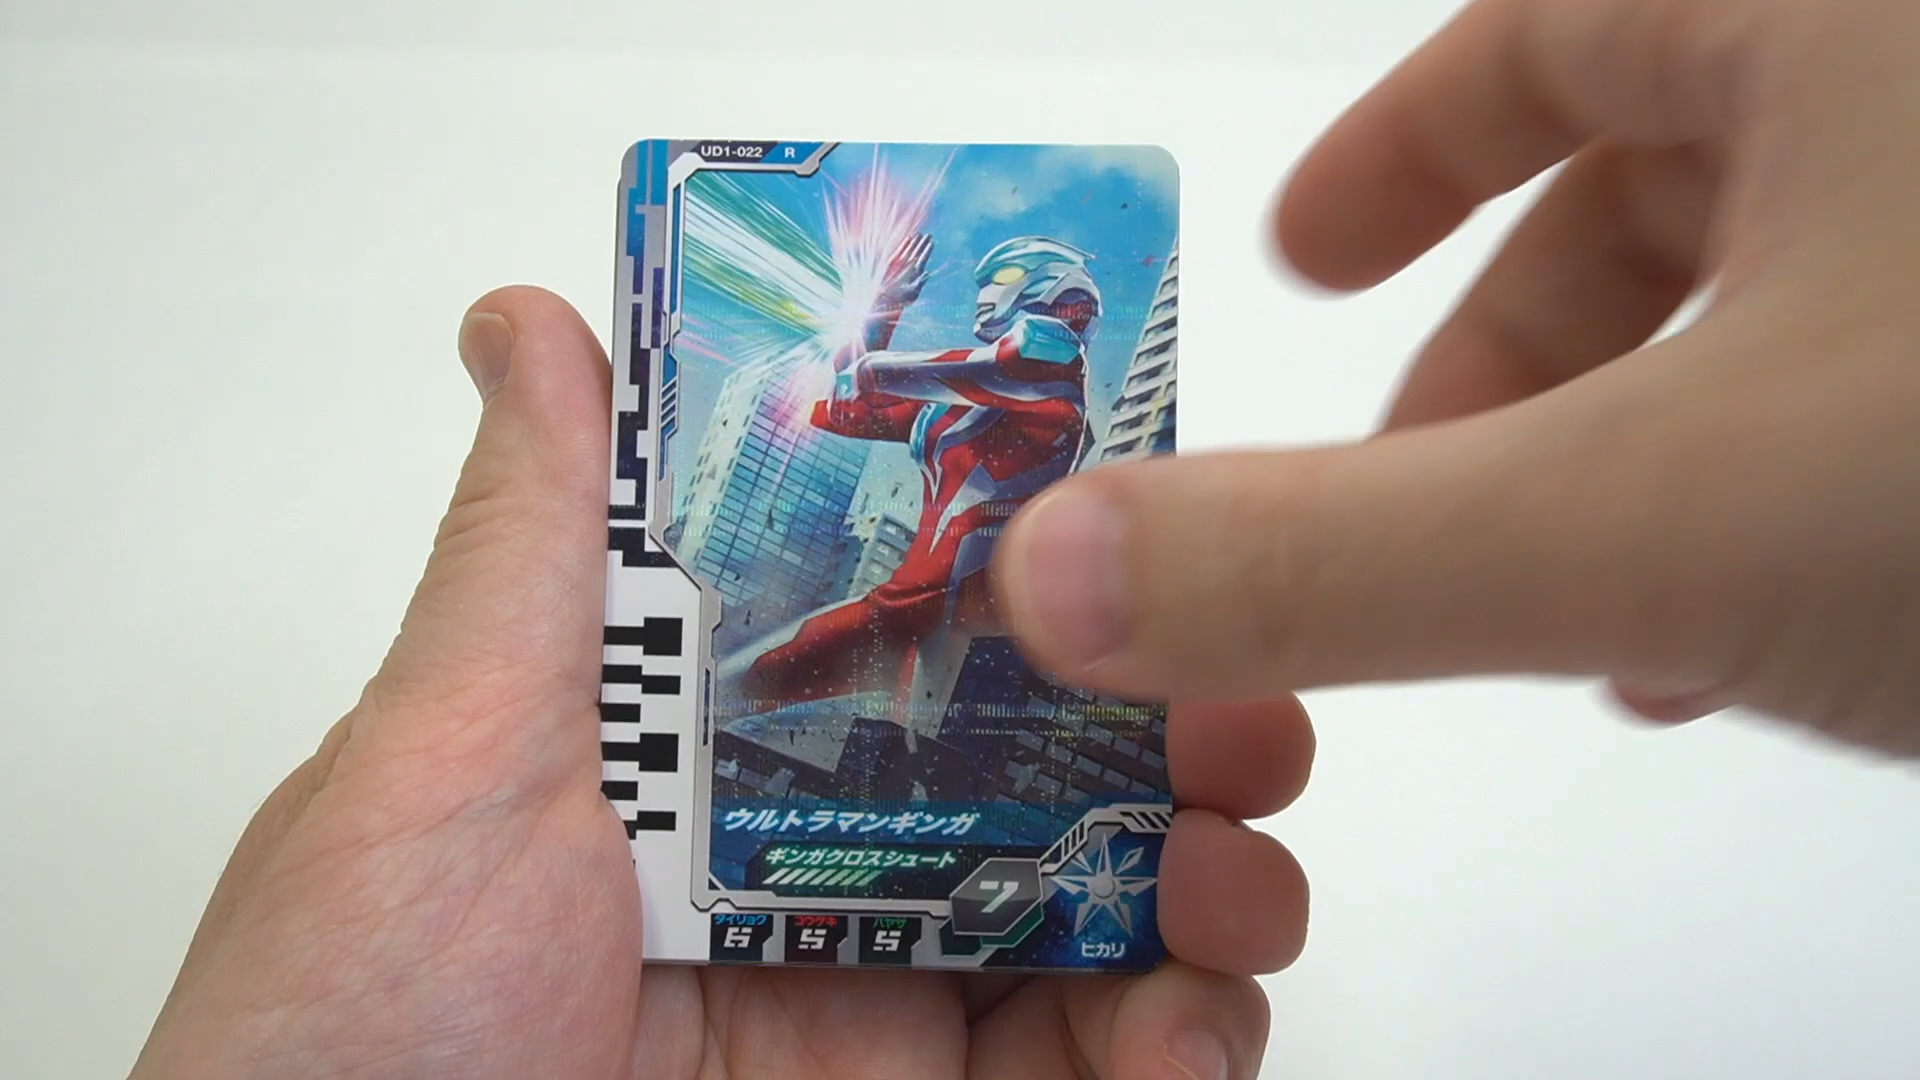 UD1-022 R
ウルトラマンギンガ
ギンガクロスシュート
7
タイリョク コウゲキ ハヤサ
6 5 5
ヒカリ